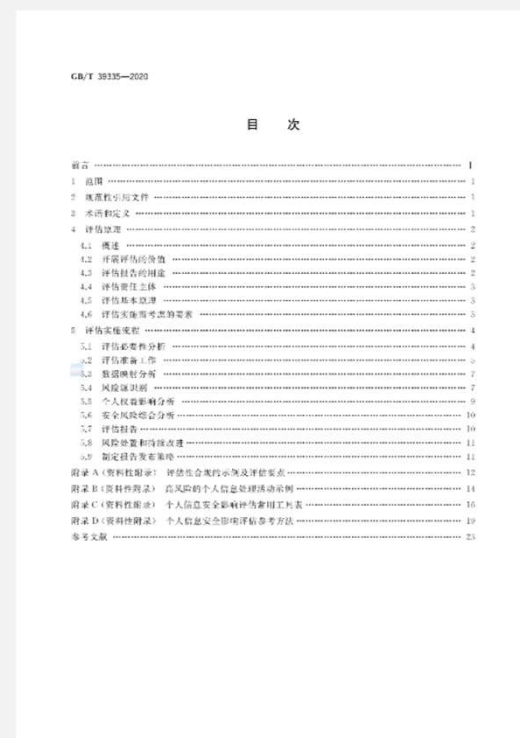 GB/T 39335—2020
目 次
前言 …… Ⅰ
1 范围 …… 1
2 规范性引用文件 …… 1
3 术语和定义 …… 1
4 评估原理 …… 2
4.1 概述 …… 2
4.2 开展评估的价值 …… 2
4.3 评估报告的用途 …… 2
4.4 评估责任主体 …… 3
4.5 评估基本原理 …… 3
4.6 评估实施需考虑的要素 …… 3
5 评估实施流程 …… 4
5.1 评估必要性分析 …… 4
5.2 评估准备工作 …… 5
5.3 数据映射分析 …… 7
5.4 风险源识别 …… 7
5.5 个人权益影响分析 …… 9
5.6 安全风险综合分析 …… 10
5.7 评估报告 …… 10
5.8 风险处置和持续改进 …… 11
5.9 制定报告发布策略 …… 11
附录 A（资料性附录） 评估性合规的示例及评估要点 …… 12
附录 B（资料性附录） 高风险的个人信息处理活动示例 …… 14
附录 C（资料性附录） 个人信息安全影响评估常用工具表 …… 16
附录 D（资料性附录） 个人信息安全影响评估参考方法 …… 19
参考文献 …… 23